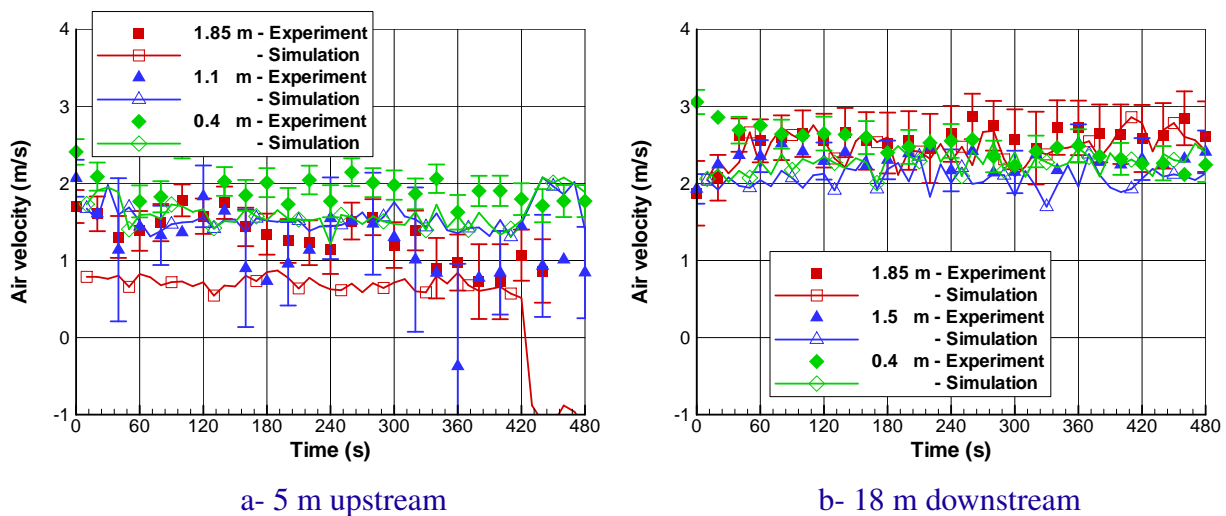 4
3
2
1
0
-1
Air velocity (m/s)
1.85 m - Experiment
- Simulation
1.1 m - Experiment
- Simulation
0.4 m - Experiment
- Simulation
0 60 120 180 240 300 360 420 480
Time (s)
a- 5 m upstream
4
3
2
1
0
-1
Air velocity (m/s)
1.85 m - Experiment
- Simulation
1.5 m - Experiment
- Simulation
0.4 m - Experiment
- Simulation
0 60 120 180 240 300 360 420 480
Time (s)
b- 18 m downstream